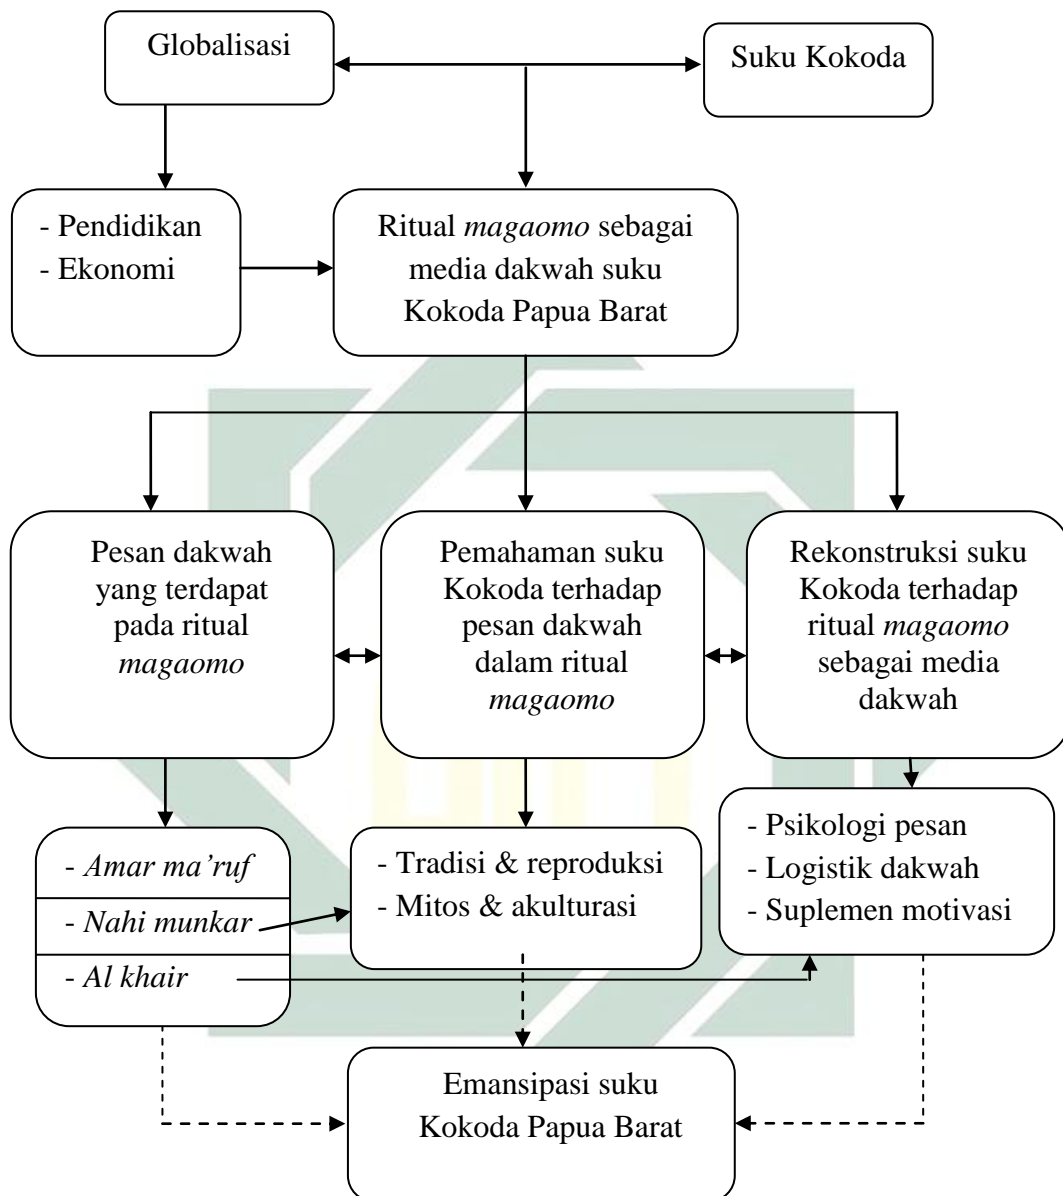 Globalisasi
Suku Kokoda
- Pendidikan
- Ekonomi
Ritual magaomo sebagai
media dakwah suku
Kokoda Papua Barat
Pesan dakwah
yang terdapat
pada ritual
magaomo
Pemahaman suku
Kokoda terhadap
pesan dakwah
dalam ritual
magaomo
Rekonstruksi suku
Kokoda terhadap
ritual magaomo
sebagai media
dakwah
- Amar ma’ruf
- Nahi munkar
- Al khair
- Tradisi & reproduksi
- Mitos & akulturasi
- Psikologi pesan
- Logistik dakwah
- Suplemen motivasi
Emansipasi suku
Kokoda Papua Barat